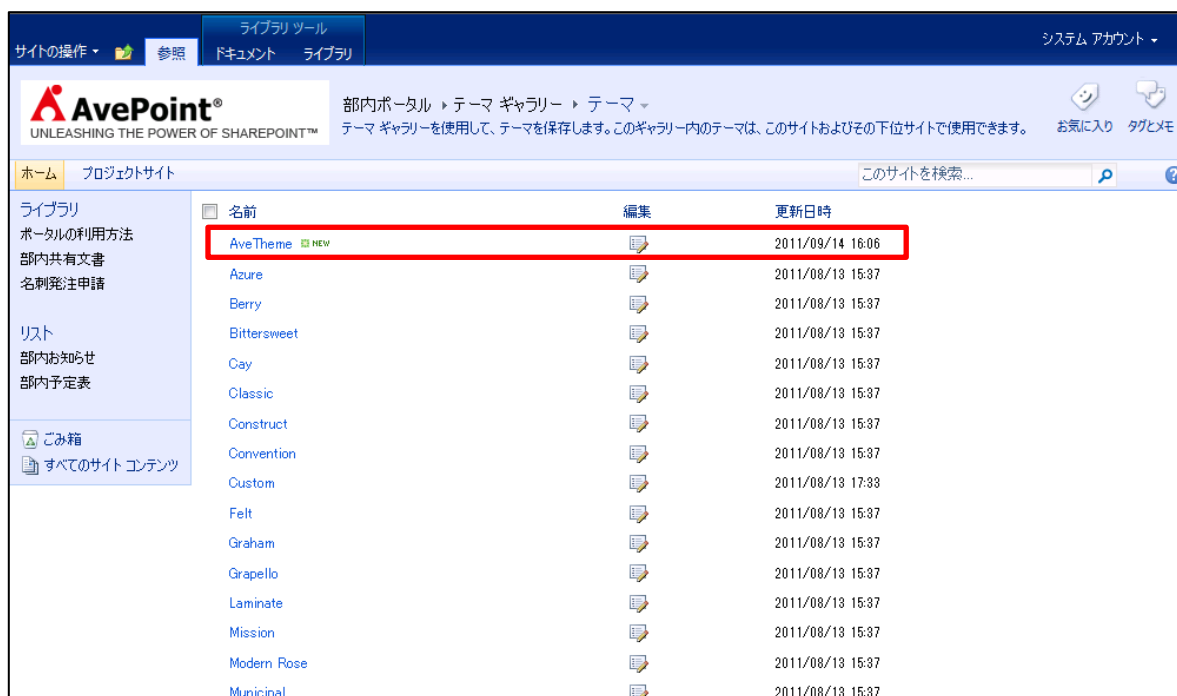 ライブラリ ツール
サイトの操作 参照 ドキュメント ライブラリ システム アカウント
AvePoint®
UNLEASHING THE POWER OF SHAREPOINT™
部内ポータル テーマ ギャラリー テーマ
テーマ ギャラリーを使用して、テーマを保存します。このギャラリー内のテーマは、このサイトおよびその下位サイトで使用できます。
お気に入り タグとメモ
ホーム プロジェクトサイト このサイトを検索... ?
ライブラリ
ポータルの利用方法
部内共有文書
名刺発注申請
リスト
部内お知らせ
部内予定表
ごみ箱
すべてのサイト コンテンツ
名前 編集 更新日時
AveTheme NEW 2011/09/14 16:06
Azure 2011/08/13 15:37
Berry 2011/08/13 15:37
Bittersweet 2011/08/13 15:37
Cay 2011/08/13 15:37
Classic 2011/08/13 15:37
Construct 2011/08/13 15:37
Convention 2011/08/13 15:37
Custom 2011/08/13 17:33
Felt 2011/08/13 15:37
Graham 2011/08/13 15:37
Grapello 2011/08/13 15:37
Laminate 2011/08/13 15:37
Mission 2011/08/13 15:37
Modern Rose 2011/08/13 15:37
Municipal 2011/08/13 15:37